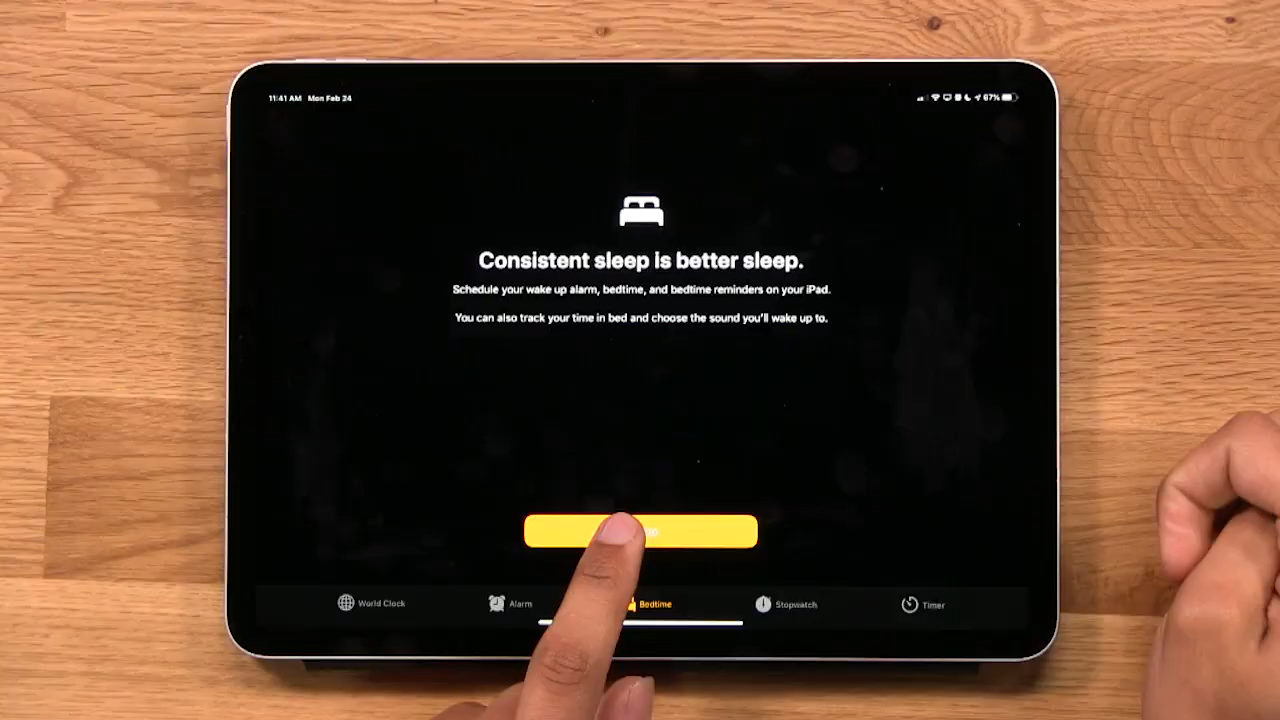 11:41 AM Mon Feb 24
67%
Consistent sleep is better sleep.
Schedule your wake up alarm, bedtime, and bedtime reminders on your iPad.
You can also track your time in bed and choose the sound you'll wake up to.
World Clock
Alarm
Bedtime
Stopwatch
Timer